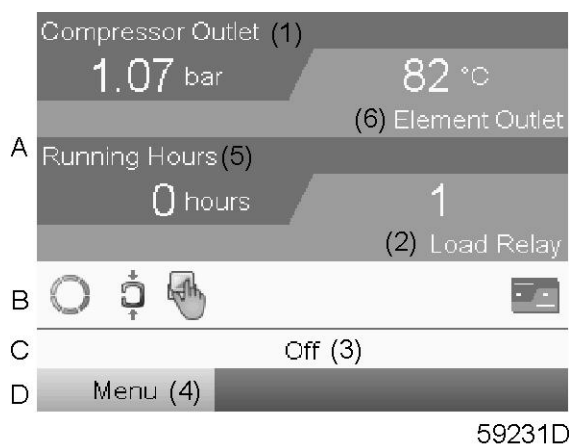 Compressor Outlet (1)
1.07 bar
82 °C
(6) Element Outlet
A
Running Hours (5)
0 hours
1
(2) Load Relay
B
C
Off (3)
D
Menu (4)
59231D